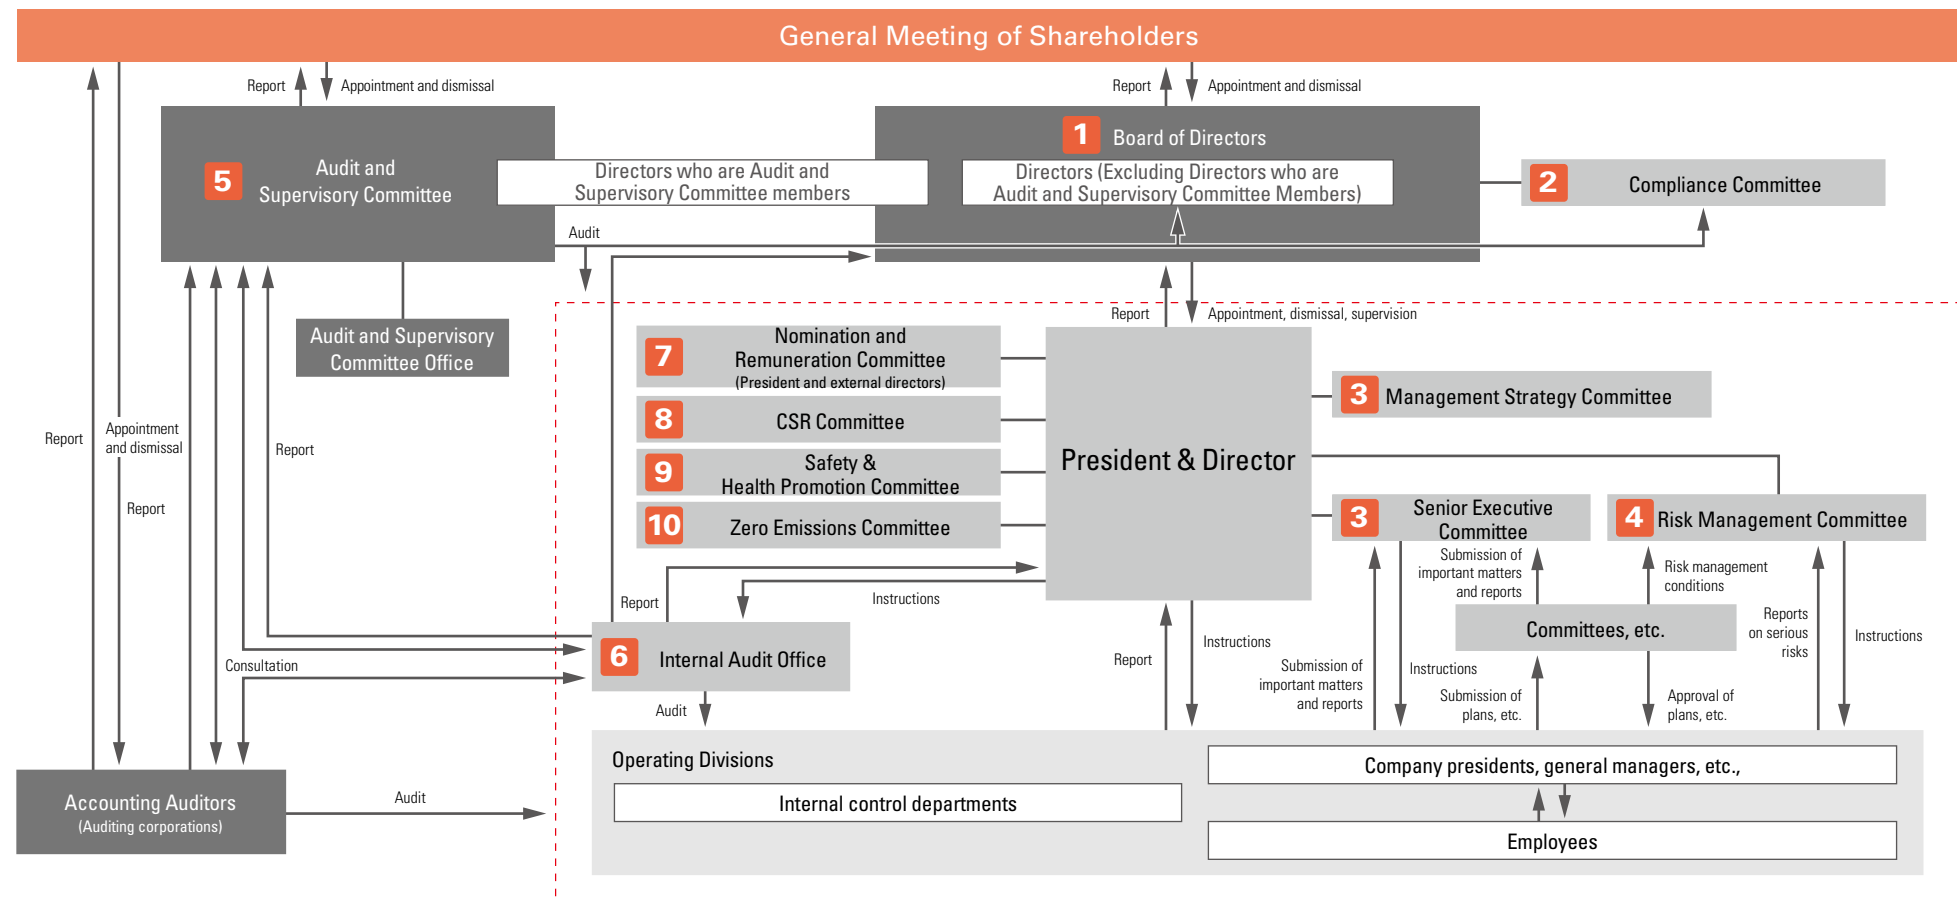 General Meeting of Shareholders
Report
Appointment and dismissal
Report
Appointment and dismissal
1 Board of Directors
5
Audit and
Supervisory Committee
Directors who are Audit and
Supervisory Committee members
Directors (Excluding Directors who are
Audit and Supervisory Committee Members)
2 Compliance Committee
Audit
Audit and Supervisory
Committee Office
Report
Appointment, dismissal, supervision
7
Nomination and
Remuneration Committee
(President and external directors)
8 CSR Committee
9
Safety &
Health Promotion Committee
10 Zero Emissions Committee
President & Director
3 Management Strategy Committee
3
Senior Executive
Committee
4 Risk Management Committee
Report
Appointment
and dismissal
Report
Report
Submission of
important matters
and reports
Risk management
conditions
Report
Instructions
Committees, etc.
Reports
on serious
risks
Instructions
6 Internal Audit Office
Consultation
Report
Instructions
Submission of
important matters
and reports
Instructions
Submission of
plans, etc.
Approval of
plans, etc.
Audit
Operating Divisions
Internal control departments
Company presidents, general managers, etc.,
Employees
Accounting Auditors
(Auditing corporations)
Audit